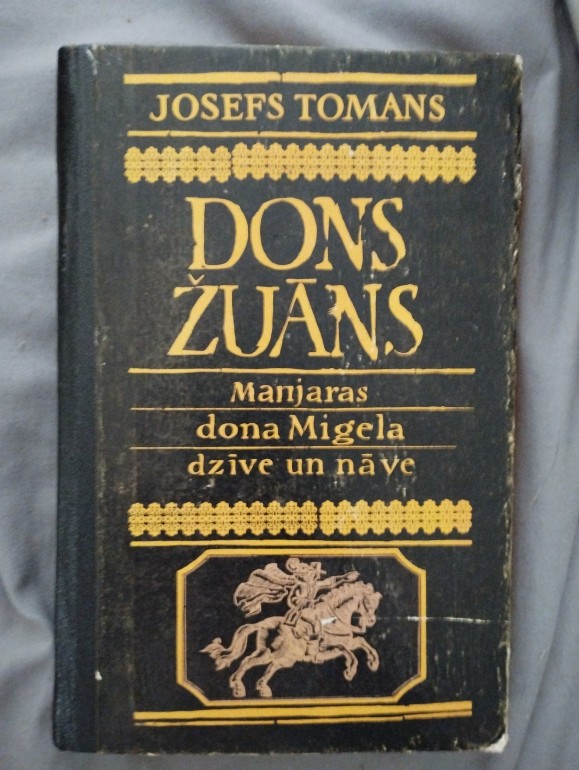 JOSEFS TOMANS
DONS
ŽUĀNS
Manjaras
dona Migela
dzīve un nāve